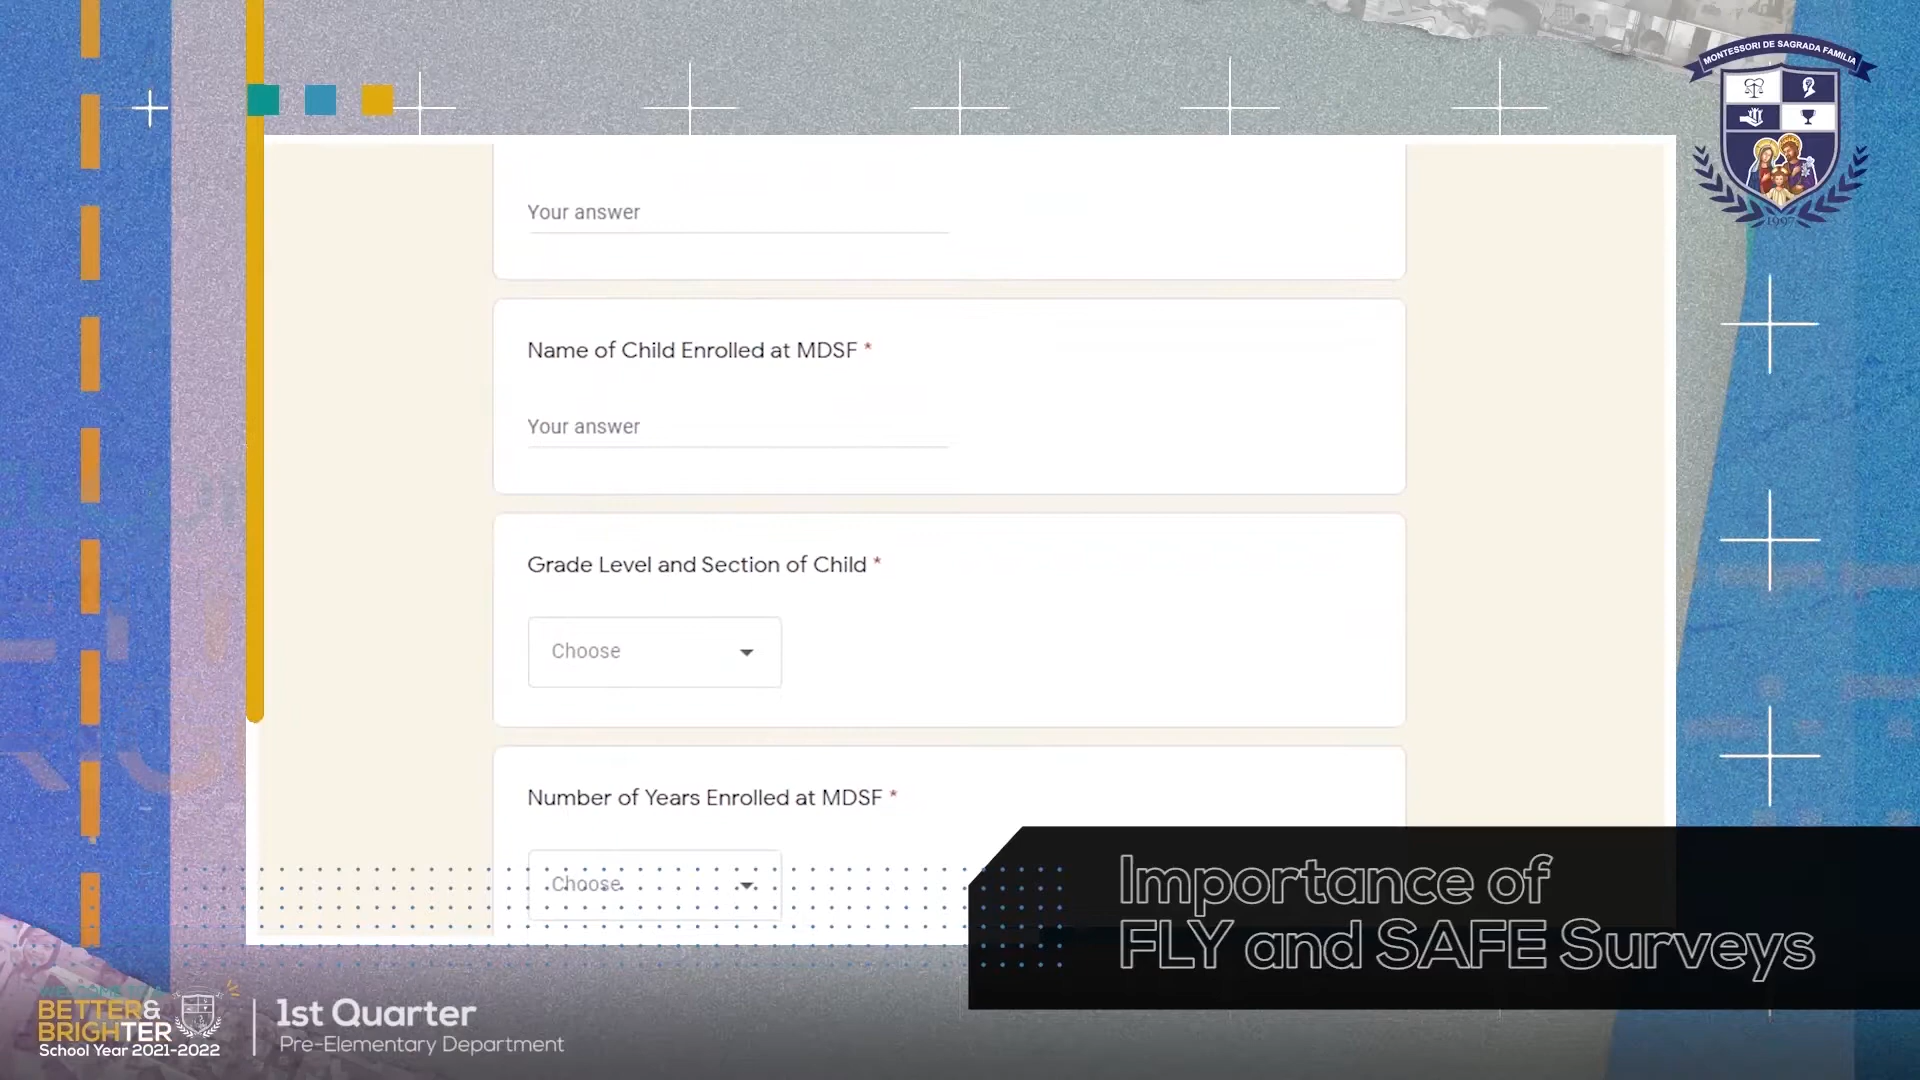 MONTESSORI DE SAGRADA FAMILIA
1997
Your answer
Name of Child Enrolled at MDSF *
Your answer
Grade Level and Section of Child *
Choose
Number of Years Enrolled at MDSF *
Choose
Importance of
FLY and SAFE Surveys
BETTER&
BRIGHTER
School Year 2021-2022
1st Quarter
Pre-Elementary Department